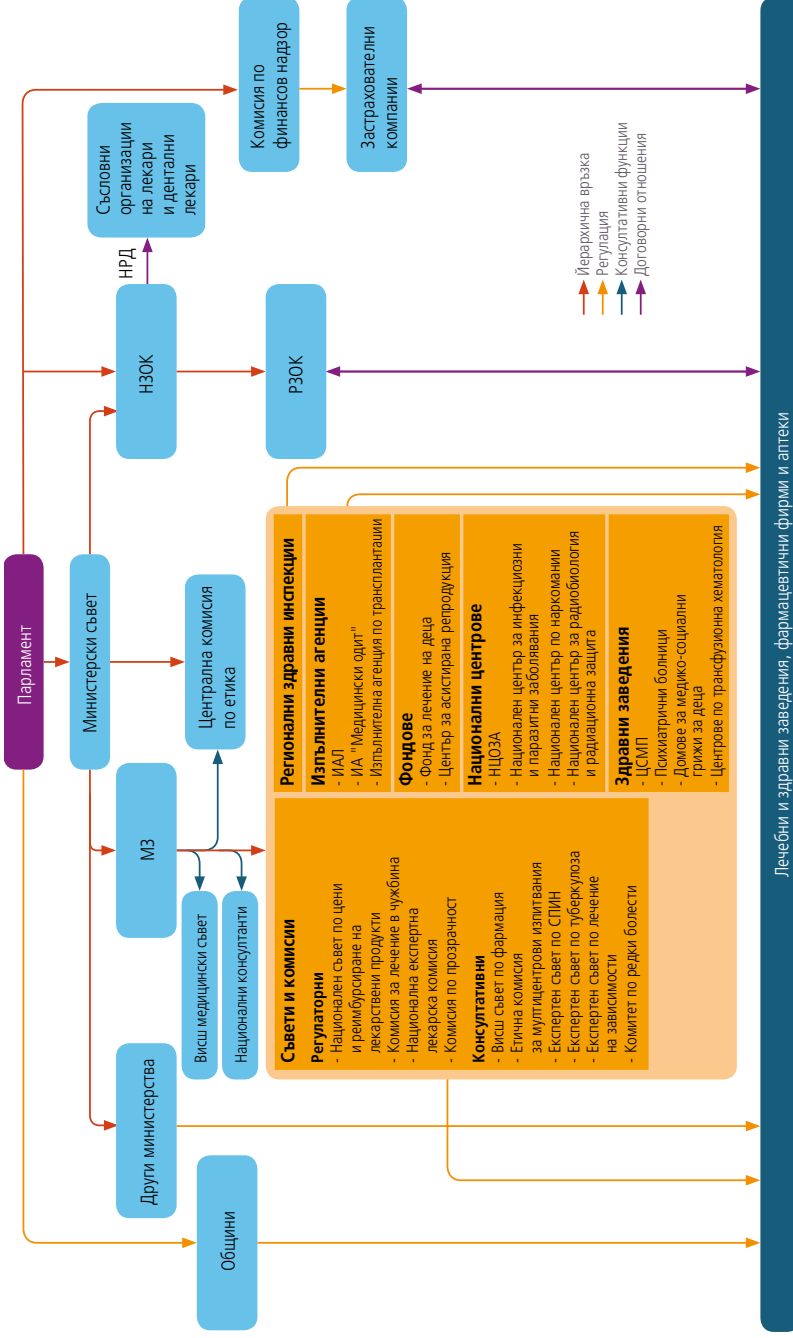 Парламент
Министерски съвет
Други министерства
МЗ
НЗОК
НРД
Съсловни
организации
на лекари
и дентални
лекари
Общини
Висш медицински съвет
Национални консултанти
Централна комисия
по етика
РЗОК
Комисия по
финансов надзор
Застрахователни
компании
Съвети и комисии
Регулаторни
- Национален съвет по цени
и реимбурсиране на
лекарствени продукти
- Комисия за лечение в чужбина
- Национална експертна
лекарска комисия
- Комисия по прозрачност
Консултативни
- Висш съвет по фармация
- Етична комисия
за мултицентрови изпитвания
- Експертен съвет по СПИН
- Експертен съвет по туберкулоза
- Експертен съвет по лечение
на зависимости
- Комитет по редки болести
Регионални здравни инспекции
Изпълнителни агенции
- ИАЛ
- ИА "Медицински одит"
- Изпълнителна агенция по трансплантации
Фондове
- Фонд за лечение на деца
- Център за асистирана репродукция
Национални центрове
- НЦОЗА
- Национален център за инфекциозни
и паразитни заболявания
- Национален център по наркомании
- Национален център за радиобиология
и радиационна защита
Здравни заведения
- ЦСМП
- Психиатрични болници
- Домове за медико-социални
грижи за деца
- Центрове по трансфузионна хематология
Йерархична връзка
Регулация
Консултативни функции
Договорни отношения
Лечебни и здравни заведения, фармацевтични фирми и аптеки